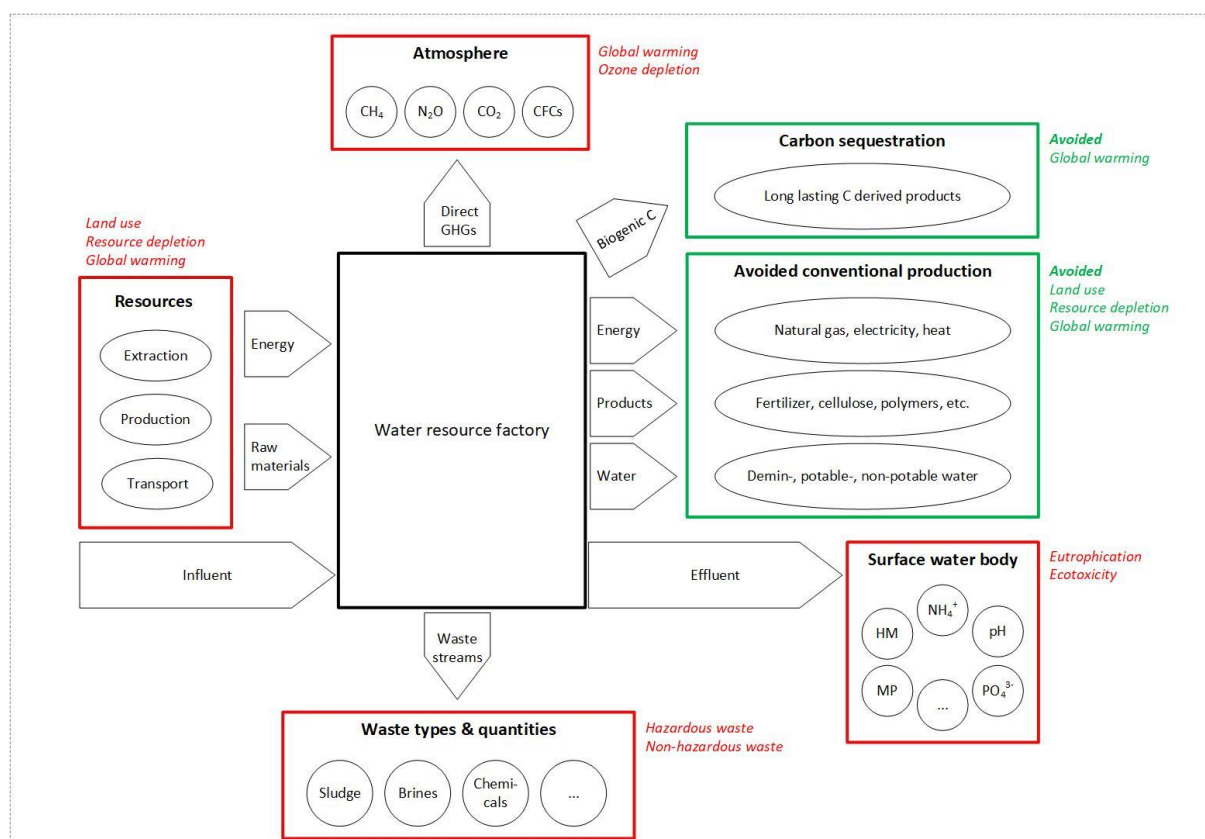 Atmosphere
CH₄
N₂O
CO₂
CFCs
Global warming
Ozone depletion
Direct
GHGs
Biogenic C
Carbon sequestration
Long lasting C derived products
Avoided
Global warming
Land use
Resource depletion
Global warming
Resources
Extraction
Production
Transport
Energy
Raw
materials
Influent
Water resource factory
Energy
Products
Water
Avoided conventional production
Natural gas, electricity, heat
Fertilizer, cellulose, polymers, etc.
Demin-, potable-, non-potable water
Avoided
Land use
Resource depletion
Global warming
Effluent
Surface water body
NH₄⁺
HM
pH
MP
PO₄³⁻
...
Eutrophication
Ecotoxicity
Waste
streams
Waste types & quantities
Sludge
Brines
Chemi-
cals
...
Hazardous waste
Non-hazardous waste